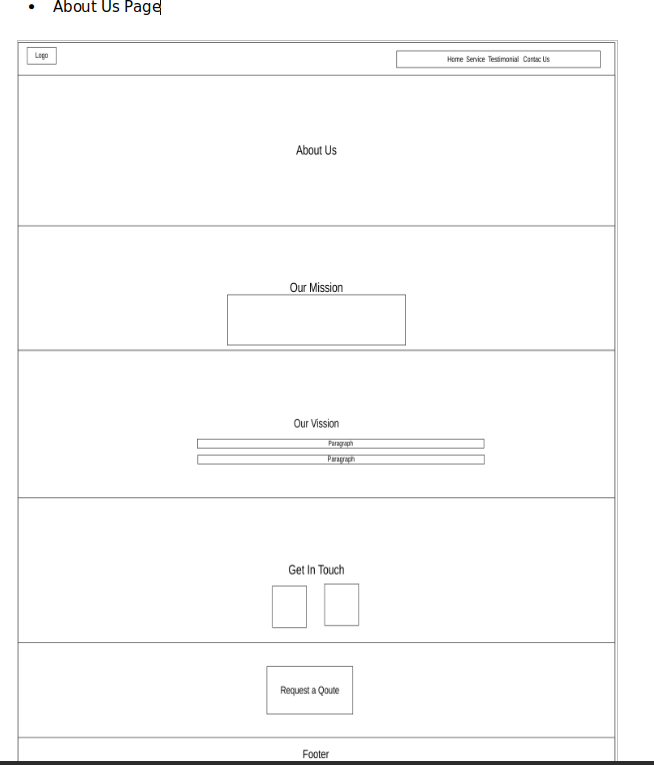 • About Us Page
Logo
Home Service Testimonial Contac Us
About Us
Our Mission
Our Vission
Paragraph
Paragraph
Get In Touch
Request a Qoute
Footer